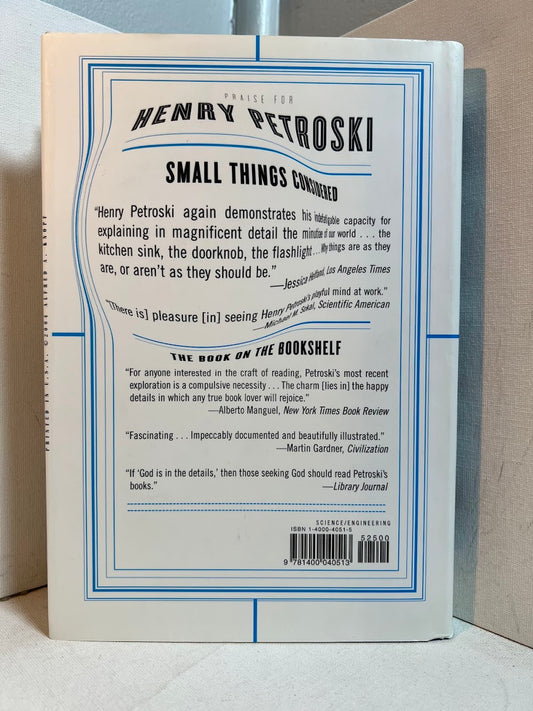 PRAISE FOR
HENRY PETROSKI
SMALL THINGS CONSIDERED
“Henry Petroski again demonstrates his indefatigable capacity for
explaining in magnificent detail the minutiae of our world . . . the
kitchen sink, the doorknob, the flashlight . . . Why things are as they
are, or aren’t as they should be.”
—Jessica Helfand, Los Angeles Times
“[There is] pleasure [in] seeing Henry Petroski’s playful mind at work.”
—Michael M. Sokal, Scientific American
THE BOOK ON THE BOOKSHELF
“For anyone interested in the craft of reading, Petroski’s most recent
exploration is a compulsive necessity . . . The charm [lies in] the happy
details in which any true book lover will rejoice.”
—Alberto Manguel, New York Times Book Review
“Fascinating . . . Impeccably documented and beautifully illustrated.”
—Martin Gardner, Civilization
“If ‘God is in the details,’ then those seeking God should read Petroski’s
books.”
—Library Journal
SCIENCE/ENGINEERING
ISBN 1-4000-4051-5
52500
9 781400 040513
PRINTED IN U.S.A. ©2006 ALFRED A. KNOPF